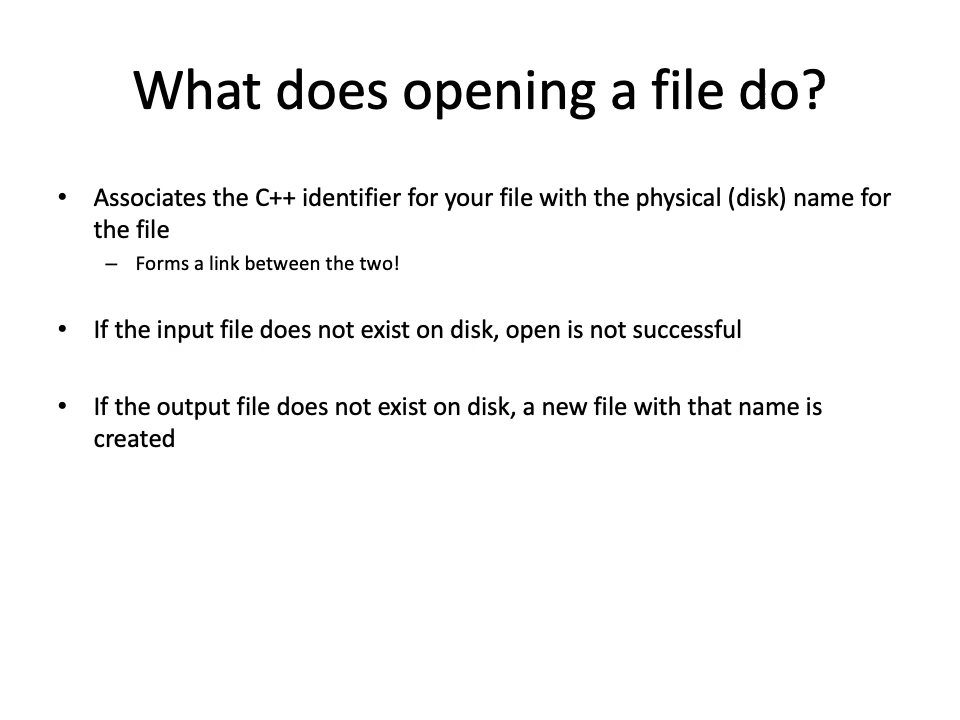 What does opening a file do?
• Associates the C++ identifier for your file with the physical (disk) name for
the file
– Forms a link between the two!
• If the input file does not exist on disk, open is not successful
• If the output file does not exist on disk, a new file with that name is
created